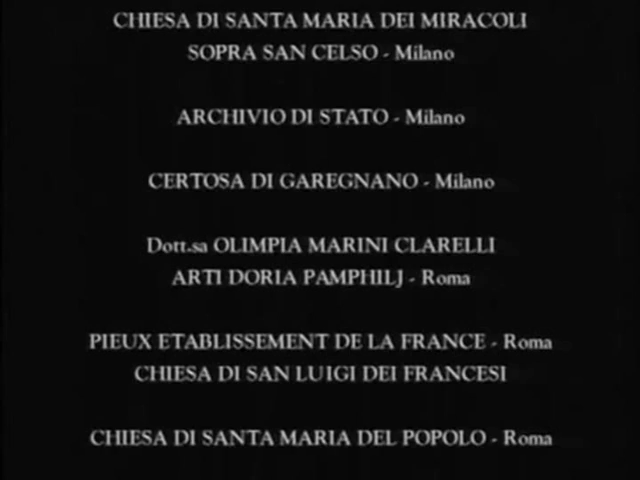 CHIESA DI SANTA MARIA DEI MIRACOLI
SOPRA SAN CELSO - Milano
ARCHIVIO DI STATO - Milano
CERTOSA DI GAREGNANO - Milano
Dott.sa OLIMPIA MARINI CLARELLI
ARTI DORIA PAMPHILJ - Roma
PIEUX ETABLISSEMENT DE LA FRANCE - Roma
CHIESA DI SAN LUIGI DEI FRANCESI
CHIESA DI SANTA MARIA DEL POPOLO - Roma